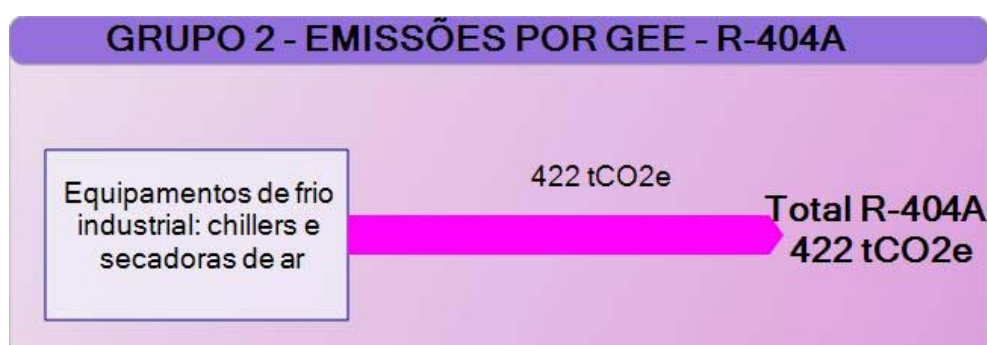 GRUPO 2 - EMISSÕES POR GEE - R-404A
422 tCO2e
Equipamentos de frio
industrial: chillers e
secadoras de ar
Total R-404A
422 tCO2e